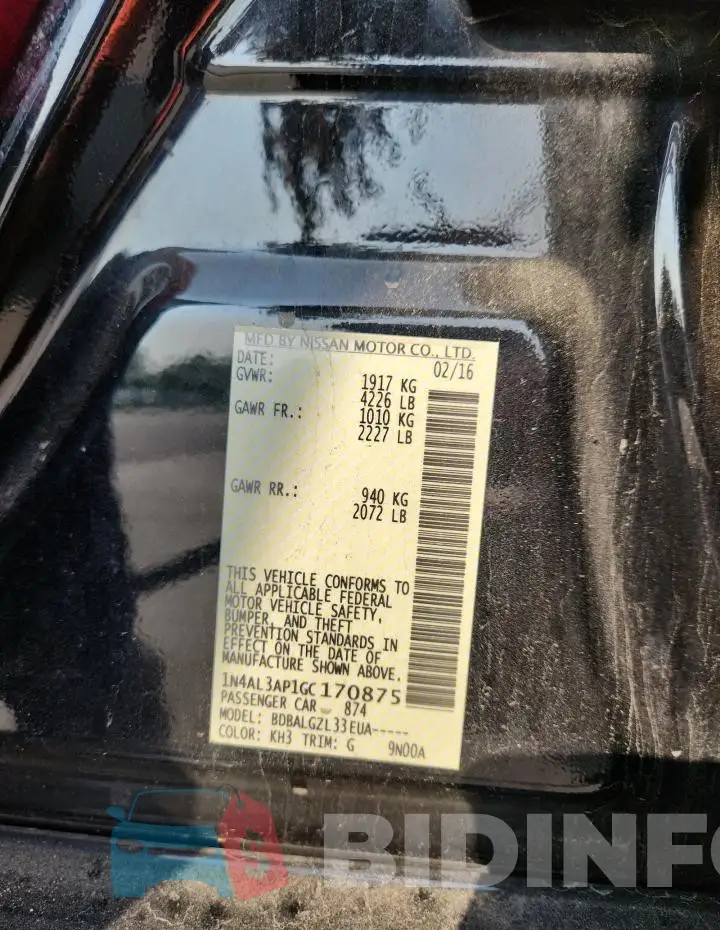 MFD BY NISSAN MOTOR CO., LTD.
DATE: 02/16
GVWR: 1917 KG
4226 LB
GAWR FR.: 1010 KG
2227 LB
GAWR RR.: 940 KG
2072 LB
THIS VEHICLE CONFORMS TO
ALL APPLICABLE FEDERAL
MOTOR VEHICLE SAFETY,
BUMPER, AND THEFT
PREVENTION STANDARDS IN
EFFECT ON THE DATE OF
MANUFACTURE SHOWN ABOVE.
1N4AL3AP1GC170875
PASSENGER CAR 874
MODEL: BDBALGZL33EUA-----
COLOR: KH3 TRIM: G 9N00A
BIDINFO